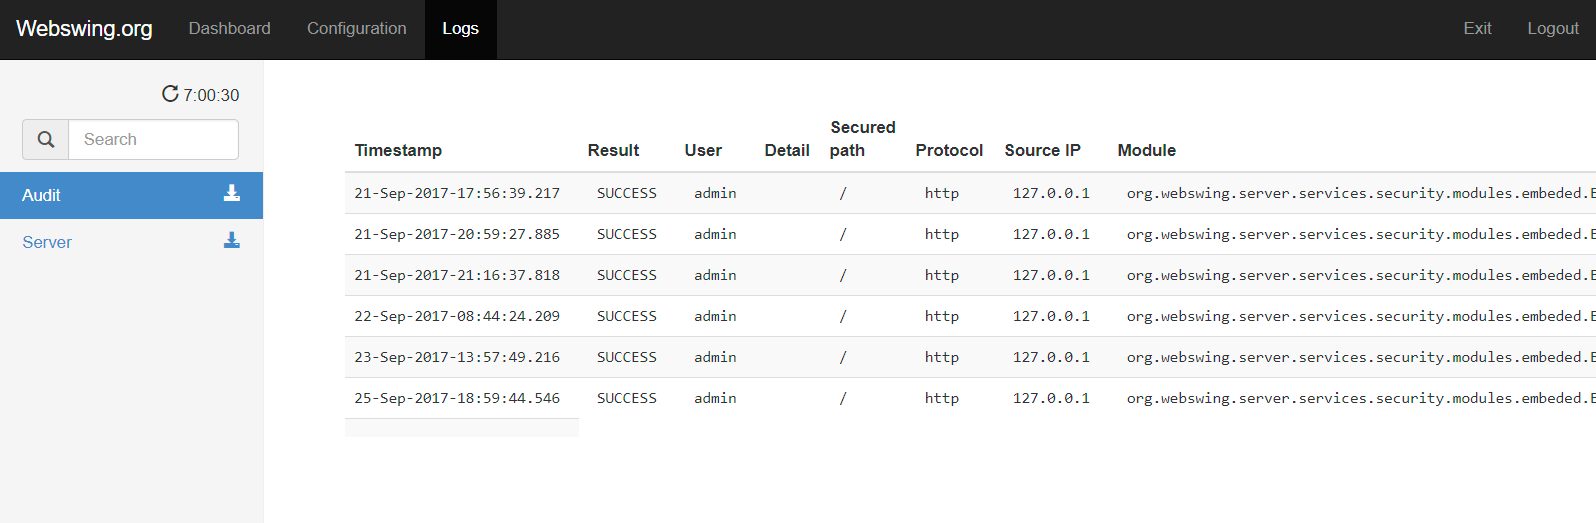 Webswing.org Dashboard Configuration Logs Exit Logout
7:00:30
Search
Audit
Server
Timestamp Result User Detail Secured path Protocol Source IP Module
21-Sep-2017-17:56:39.217 SUCCESS admin / http 127.0.0.1 org.webswing.server.services.security.modules.embeded.E
21-Sep-2017-20:59:27.885 SUCCESS admin / http 127.0.0.1 org.webswing.server.services.security.modules.embeded.E
21-Sep-2017-21:16:37.818 SUCCESS admin / http 127.0.0.1 org.webswing.server.services.security.modules.embeded.E
22-Sep-2017-08:44:24.209 SUCCESS admin / http 127.0.0.1 org.webswing.server.services.security.modules.embeded.E
23-Sep-2017-13:57:49.216 SUCCESS admin / http 127.0.0.1 org.webswing.server.services.security.modules.embeded.E
25-Sep-2017-18:59:44.546 SUCCESS admin / http 127.0.0.1 org.webswing.server.services.security.modules.embeded.E